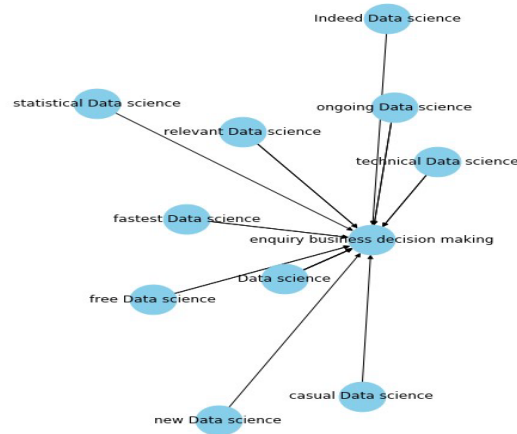 Indeed Data science
statistical Data science
ongoing Data science
relevant Data science
technical Data science
fastest Data science
enquiry business decision making
Data science
free Data science
casual Data science
new Data science